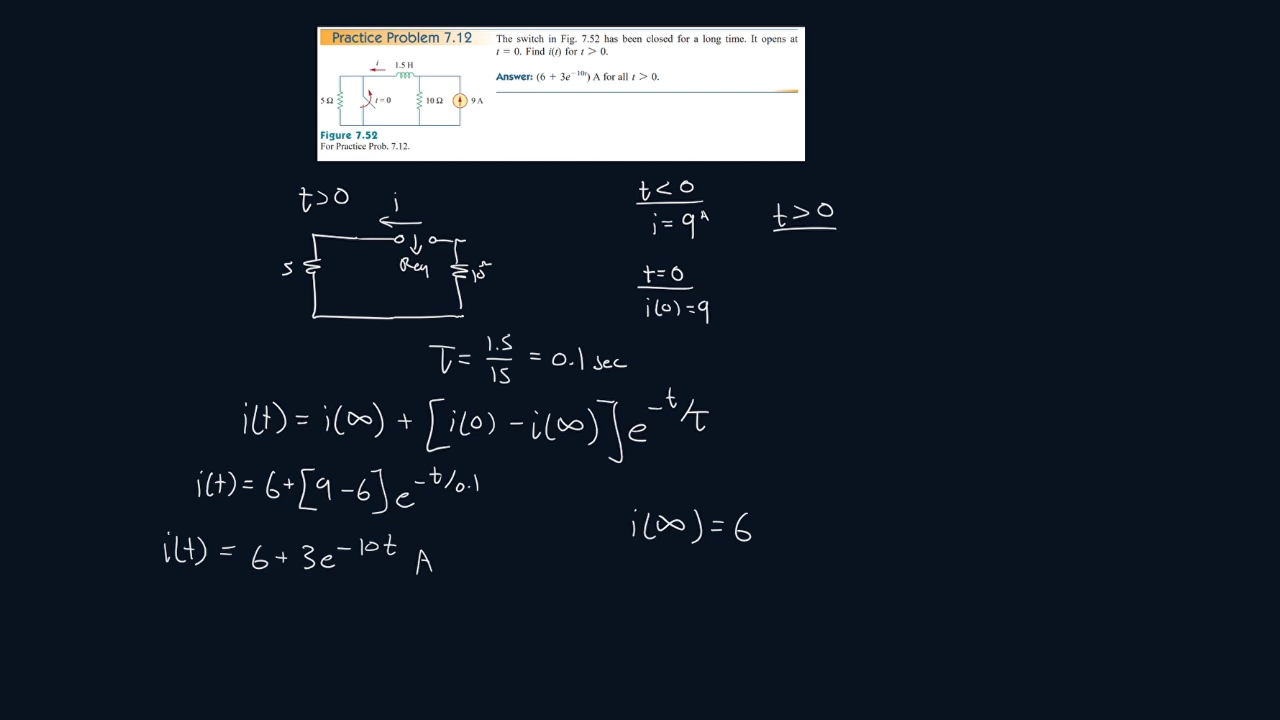 Practice Problem 7.12
The switch in Fig. 7.52 has been closed for a long time. It opens at
t = 0. Find i(t) for t > 0.
Answer: (6 + 3e⁻¹⁰ᵗ) A for all t > 0.
i
1.5 H
5 Ω
t = 0
10 Ω
9 A
Figure 7.52
For Practice Prob. 7.12.
t>0
i
5
Req
10Ω
t<0
i = 9 A
t>0
t=0
i(0) = 9
τ = 1.5/15 = 0.1 sec
i(t) = i(∞) + [i(0) - i(∞)] e^-t/τ
i(t) = 6+[9-6] e^-t/0.1
i(∞) = 6
i(t) = 6+ 3e^-10t A